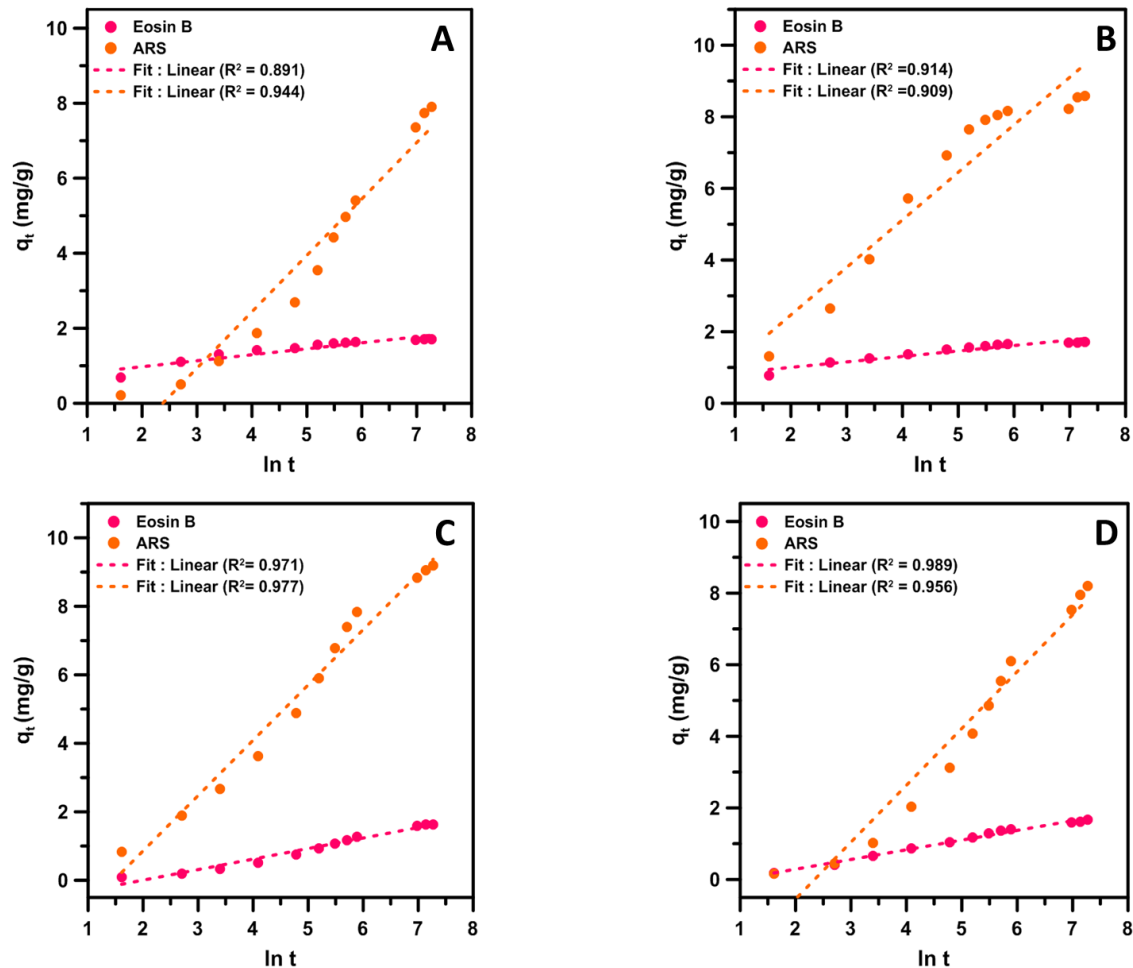 A
Eosin B
ARS
Fit : Linear (R² = 0.891)
Fit : Linear (R² = 0.944)
10
8
6
4
2
0
qₜ (mg/g)
1 2 3 4 5 6 7 8
ln t
B
Eosin B
ARS
Fit : Linear (R² =0.914)
Fit : Linear (R² =0.909)
10
8
6
4
2
0
qₜ (mg/g)
1 2 3 4 5 6 7 8
ln t
C
Eosin B
ARS
Fit : Linear (R²= 0.971)
Fit : Linear (R²= 0.977)
10
8
6
4
2
0
qₜ (mg/g)
1 2 3 4 5 6 7 8
ln t
D
Eosin B
ARS
Fit : Linear (R² = 0.989)
Fit : Linear (R² = 0.956)
10
8
6
4
2
0
qₜ (mg/g)
1 2 3 4 5 6 7 8
ln t